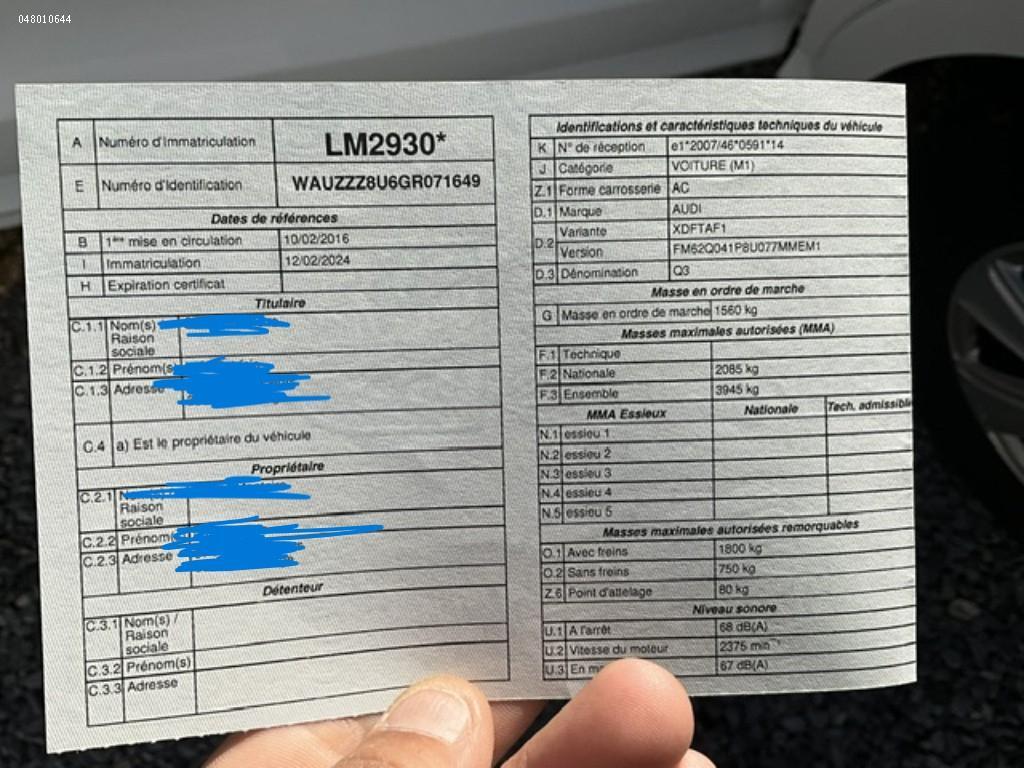 048010644
A Numéro d'Immatriculation LM2930*
E Numéro d'Identification WAUZZZ8U6GR071649
Dates de références
B 1ère mise en circulation 10/02/2016
I Immatriculation 12/02/2024
H Expiration certificat
Titulaire
C.1.1 Nom(s)
Raison
sociale
C.1.2 Prénom(s
C.1.3 Adresse
C.4 a) Est le propriétaire du véhicule
Propriétaire
C.2.1
Raison
sociale
C.2.2 Prénom
C.2.3 Adresse
Détenteur
C.3.1 Nom(s) /
Raison
sociale
C.3.2 Prénom(s)
C.3.3 Adresse
Identifications et caractéristiques techniques du véhicule
K N° de réception e1*2007/46*0591*14
J Catégorie VOITURE (M1)
Z.1 Forme carrosserie AC
D.1 Marque AUDI
D.2 Variante XDFTAF1
Version FM62Q041P8U077MMEM1
D.3 Dénomination Q3
Masse en ordre de marche
G Masse en ordre de marche 1560 kg
Masses maximales autorisées (MMA)
F.1 Technique
F.2 Nationale 2085 kg
F.3 Ensemble 3945 kg
MMA Essieux Nationale Tech. admissible
N.1 essieu 1
N.2 essieu 2
N.3 essieu 3
N.4 essieu 4
N.5 essieu 5
Masses maximales autorisées remorquables
O.1 Avec freins 1800 kg
O.2 Sans freins 750 kg
Z.6 Point d'attelage 80 kg
Niveau sonore
U.1 A l'arrêt 68 dB(A)
U.2 Vitesse du moteur 2375 min
U.3 En m 67 dB(A)